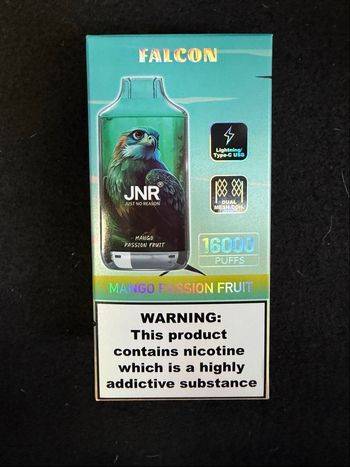 FALCON
Lightning/
Type-C USB
JNR®
JUST NO REASON
DUAL
MESH COIL
MANGO
PASSION FRUIT
16000
PUFFS
MANGO PASSION FRUIT
WARNING:
This product
contains nicotine
which is a highly
addictive substance